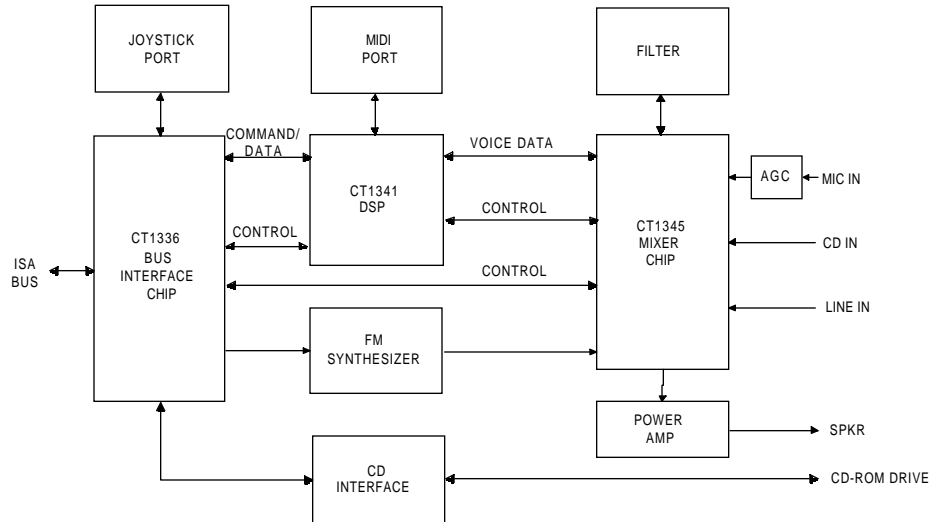 JOYSTICK
PORT
MIDI
PORT
FILTER
COMMAND/
DATA
VOICE DATA
CT1341
DSP
AGC
MIC IN
CONTROL
CONTROL
CT1336
BUS
INTERFACE
CHIP
CT1345
MIXER
CHIP
CD IN
ISA
BUS
CONTROL
LINE IN
FM
SYNTHESIZER
POWER
AMP
SPKR
CD
INTERFACE
CD-ROM DRIVE